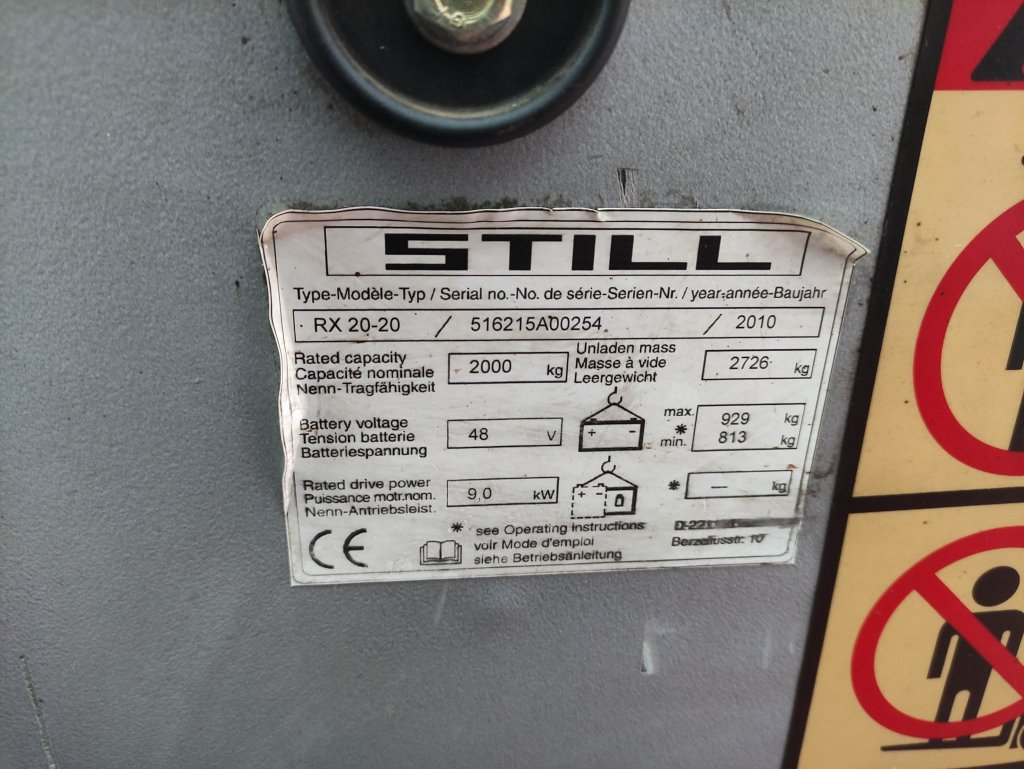 STILL
Type-Modèle-Typ / Serial no.-No. de série-Serien-Nr. / year-année-Baujahr
RX 20-20 / 516215A00254 / 2010
Rated capacity
Capacité nominale
Nenn-Tragfähigkeit
2000 kg
Unladen mass
Masse à vide
Leergewicht
2726 kg
Battery voltage
Tension batterie
Batteriespannung
48 V
+ -
max. 929 kg
*
min. 813 kg
Rated drive power
Puissance motr.nom.
Nenn-Antriebsleist.
9,0 kW
+ -
* — kg
CE
* see Operating Instructions
voir Mode d'emploi
siehe Betriebsanleitung
Berzeliusstr. 10